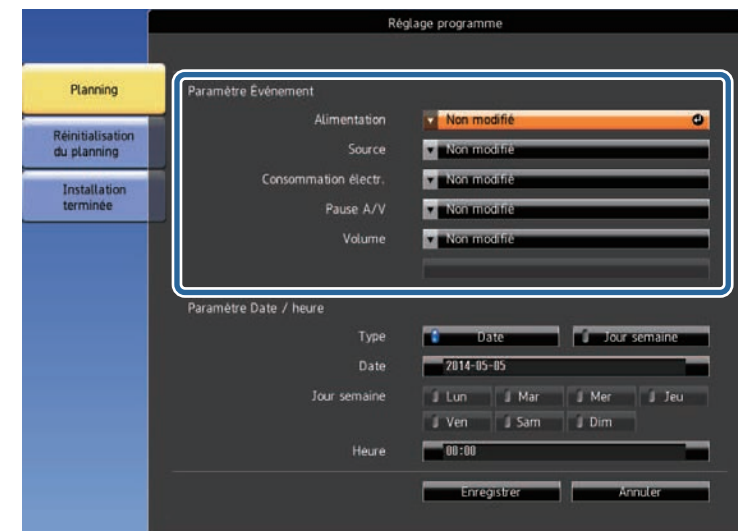 Réglage programme
Planning
Réinitialisation
du planning
Installation
terminée
Paramètre Événement
Alimentation
Non modifié
Source
Non modifié
Consommation électr.
Non modifié
Pause A/V
Non modifié
Volume
Non modifié
Paramètre Date / heure
Type
Date
Jour semaine
Date
2014-05-05
Jour semaine
Lun
Mar
Mer
Jeu
Ven
Sam
Dim
Heure
00:00
Enregistrer
Annuler